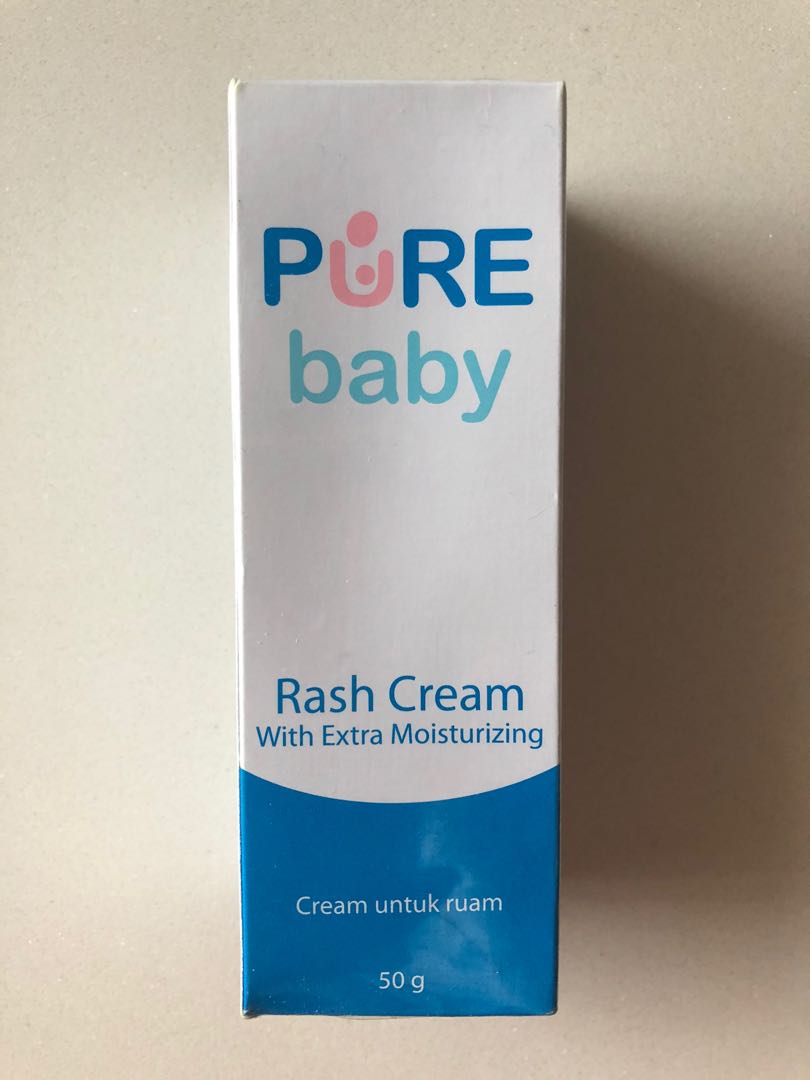 PURE
baby
Rash Cream
With Extra Moisturizing
Cream untuk ruam
50 g